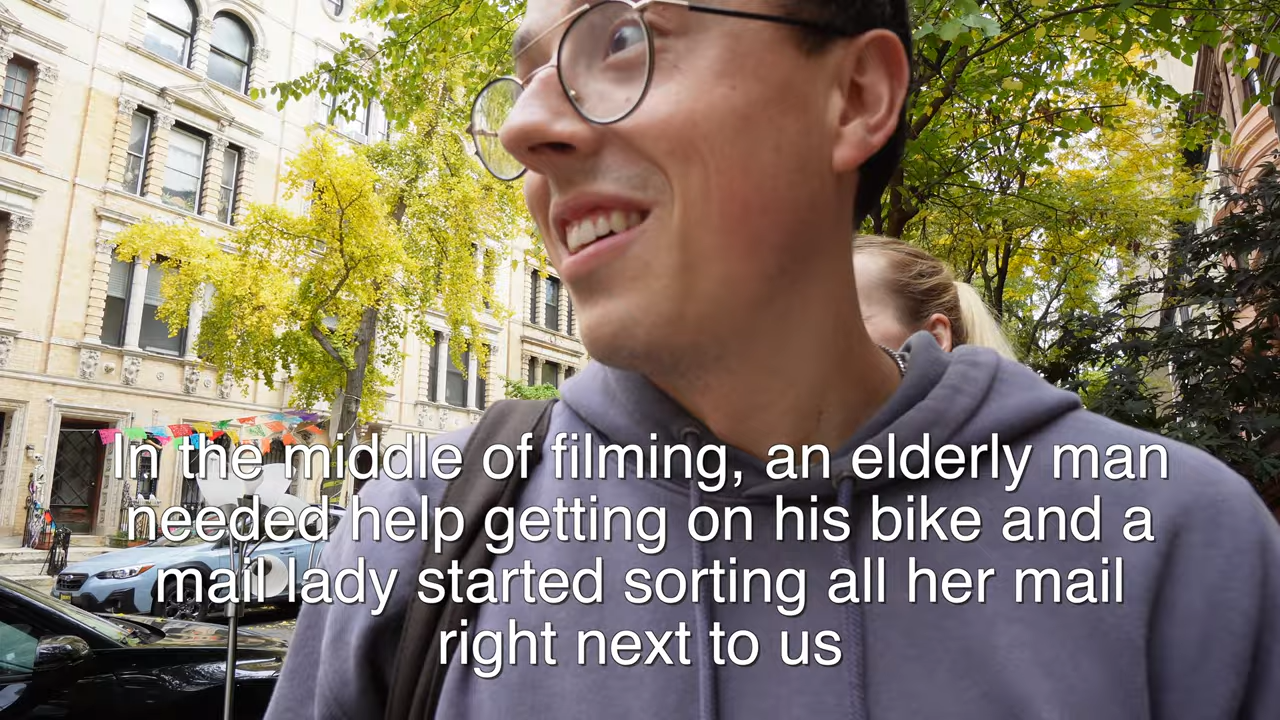 In the middle of filming, an elderly man
needed help getting on his bike and a
mail lady started sorting all her mail
right next to us